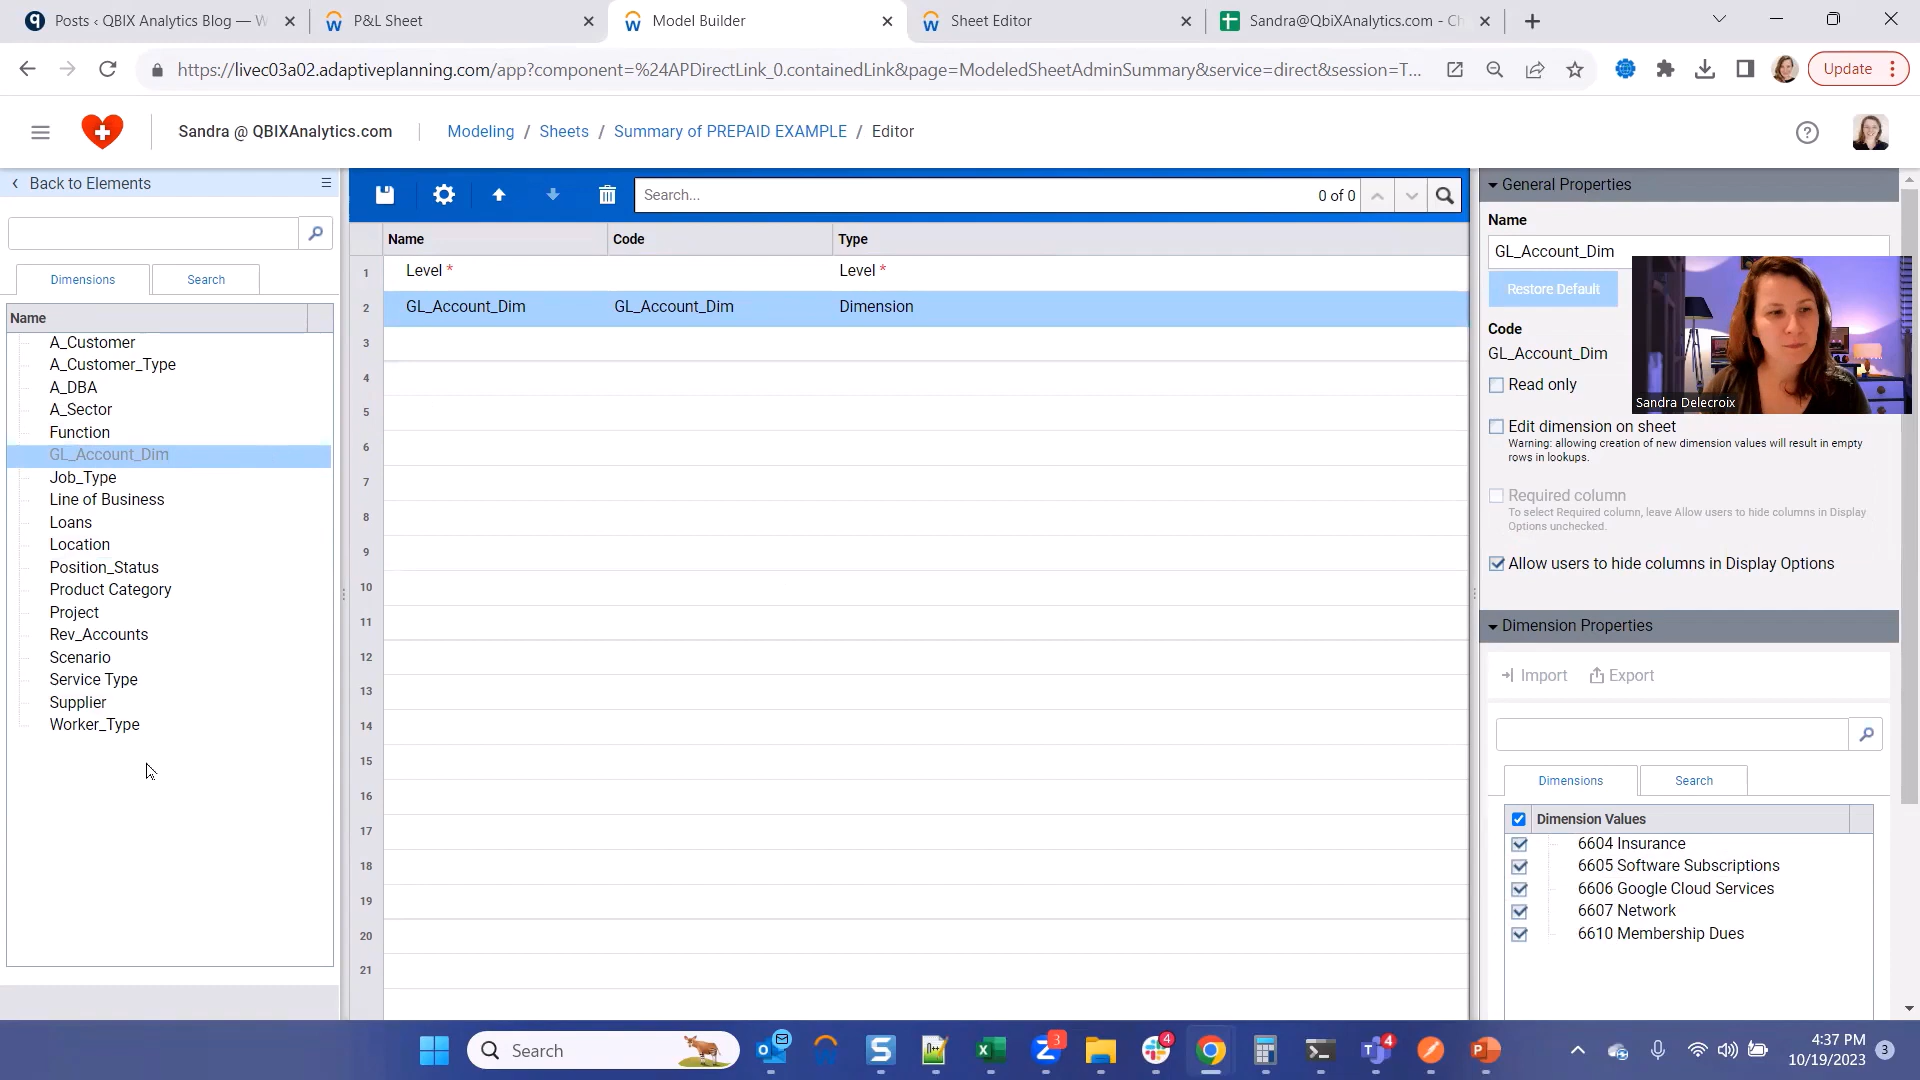 Posts ‹ QBIX Analytics Blog — W
P&L Sheet
Model Builder
Sheet Editor
Sandra@QbiXAnalytics.com - Ch
https://livec03a02.adaptiveplanning.com/app?component=%24APDirectLink_0.containedLink&page=ModeledSheetAdminSummary&service=direct&session=T...
Update
Sandra @ QBIXAnalytics.com
Modeling / Sheets / Summary of PREPAID EXAMPLE / Editor
Back to Elements
Dimensions
Search
Name
A_Customer
A_Customer_Type
A_DBA
A_Sector
Function
GL_Account_Dim
Job_Type
Line of Business
Loans
Location
Position_Status
Product Category
Project
Rev_Accounts
Scenario
Service Type
Supplier
Worker_Type
Search...
0 of 0
Name Code Type
1 Level * Level *
2 GL_Account_Dim GL_Account_Dim Dimension
3
4
5
6
7
8
9
10
11
12
13
14
15
16
17
18
19
20
21
General Properties
Name
GL_Account_Dim
Restore Default
Code
GL_Account_Dim
Read only
Sandra Delecroix
Edit dimension on sheet
Warning: allowing creation of new dimension values will result in empty
rows in lookups.
Required column
To select Required column, leave Allow users to hide columns in Display
Options unchecked.
Allow users to hide columns in Display Options
Dimension Properties
Import Export
Dimensions
Search
Dimension Values
6604 Insurance
6605 Software Subscriptions
6606 Google Cloud Services
6607 Network
6610 Membership Dues
Search
3
4
4
4:37 PM
10/19/2023
3